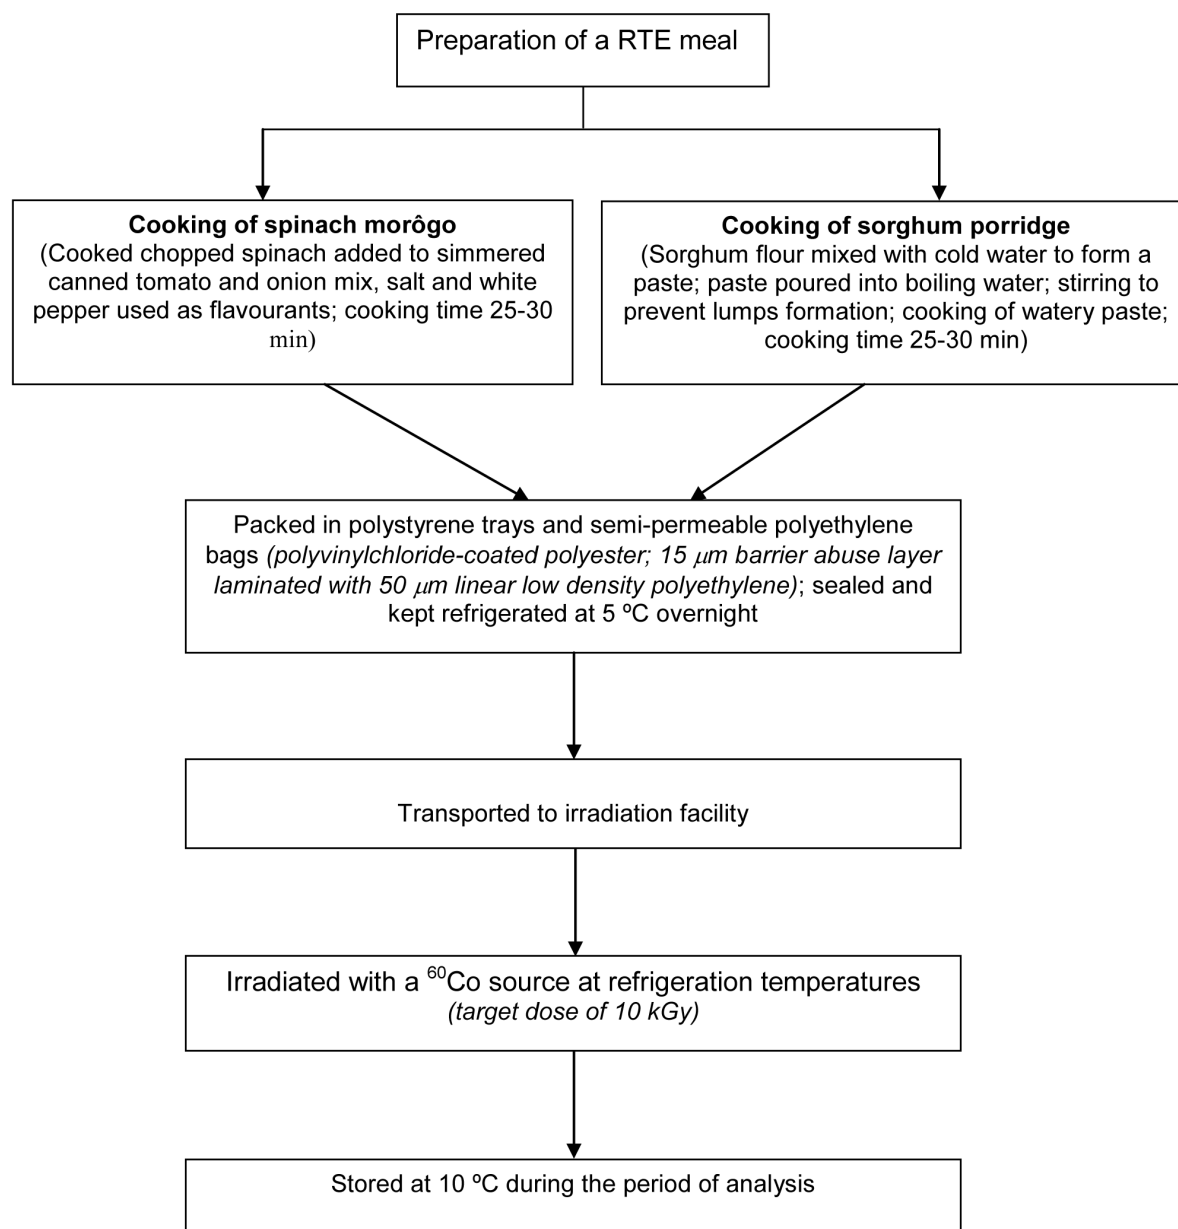 Preparation of a RTE meal
Cooking of spinach morôgo
(Cooked chopped spinach added to simmered
canned tomato and onion mix, salt and white
pepper used as flavourants; cooking time 25-30
min)
Cooking of sorghum porridge
(Sorghum flour mixed with cold water to form a
paste; paste poured into boiling water; stirring to
prevent lumps formation; cooking of watery paste;
cooking time 25-30 min)
Packed in polystyrene trays and semi-permeable polyethylene
bags (polyvinylchloride-coated polyester; 15 μm barrier abuse layer
laminated with 50 μm linear low density polyethylene); sealed and
kept refrigerated at 5 ºC overnight
Transported to irradiation facility
Irradiated with a ⁶⁰Co source at refrigeration temperatures
(target dose of 10 kGy)
Stored at 10 ºC during the period of analysis